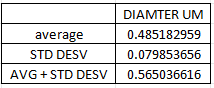 DIAMTER UM
average 0.485182959
STD DESV 0.079853656
AVG + STD DESV 0.565036616